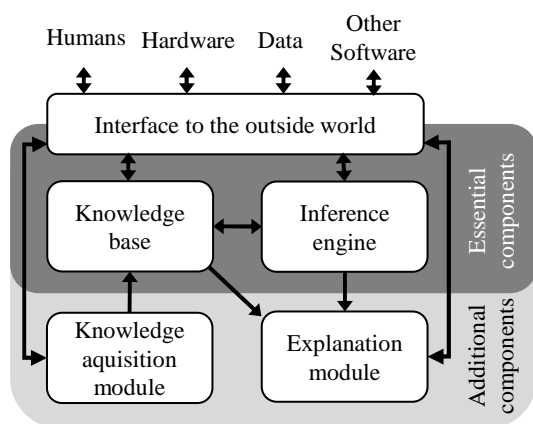 Humans
Hardware
Data
Other
Software
Interface to the outside world
Knowledge
base
Inference
engine
Essential
components
Knowledge
aquisition
module
Explanation
module
Additional
components